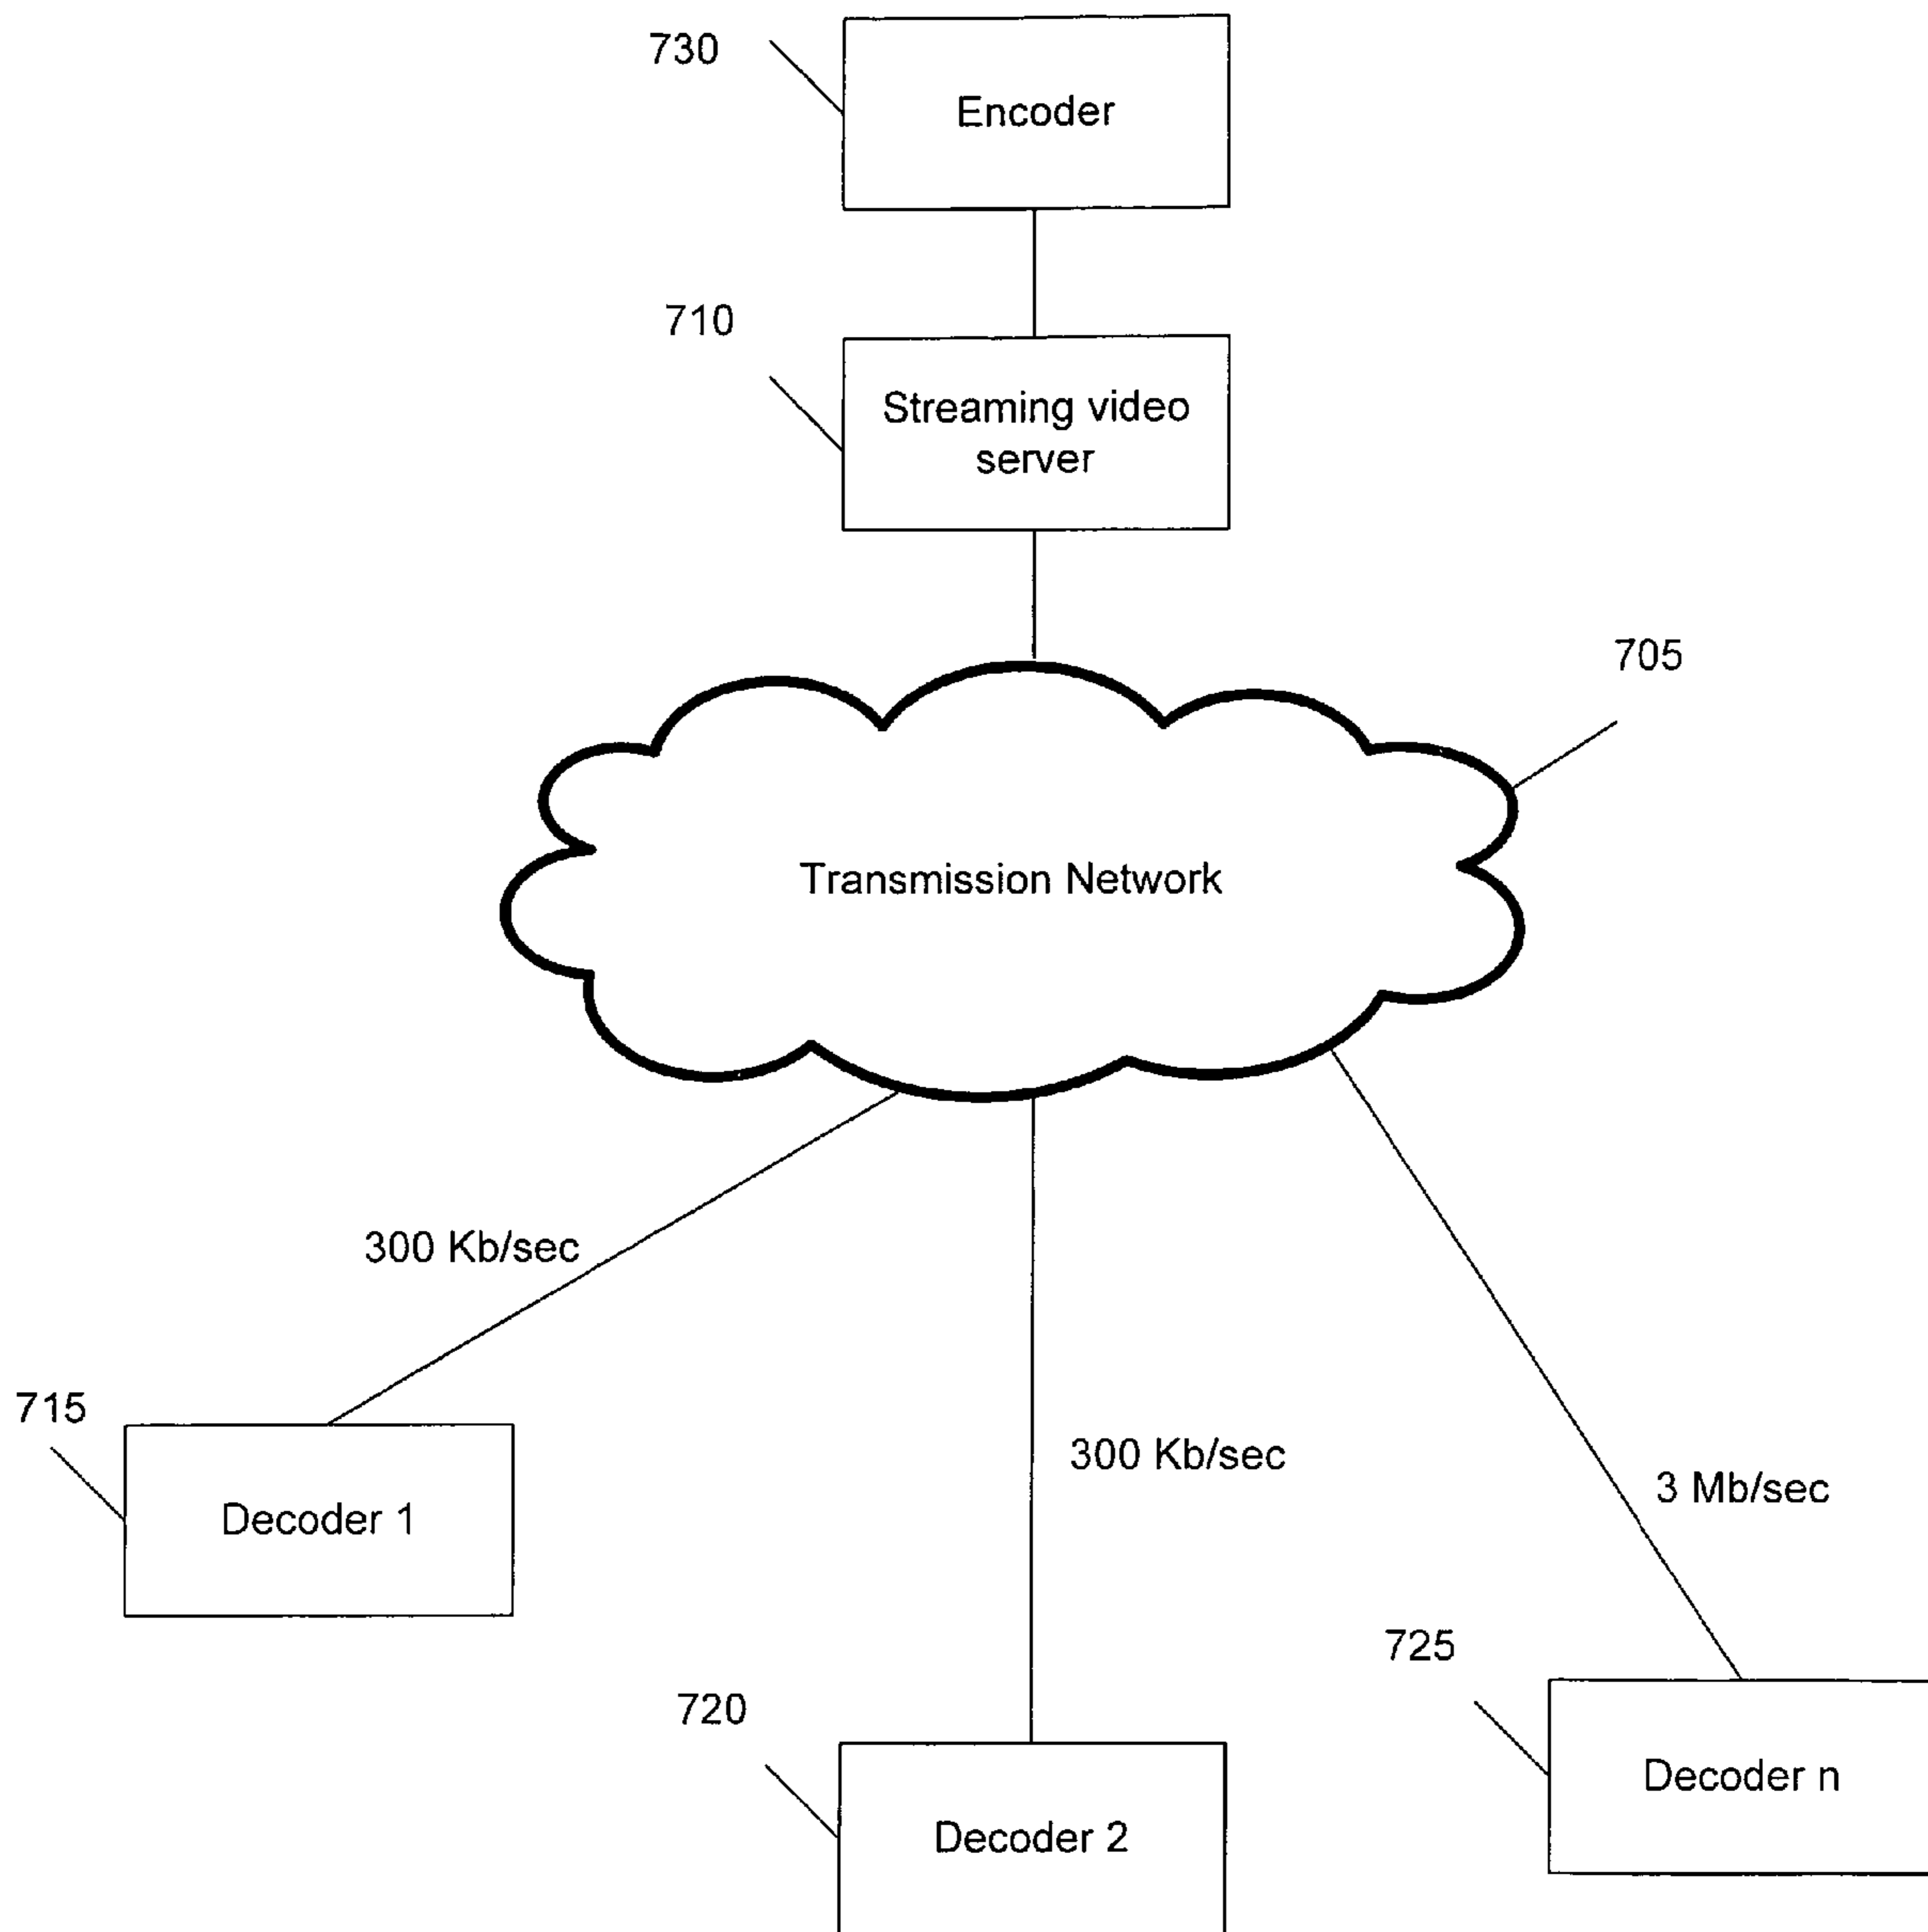 730
Encoder
710
Streaming video
server
705
Transmission Network
300 Kb/sec
715
300 Kb/sec
3 Mb/sec
Decoder 1
725
720
Decoder n
Decoder 2